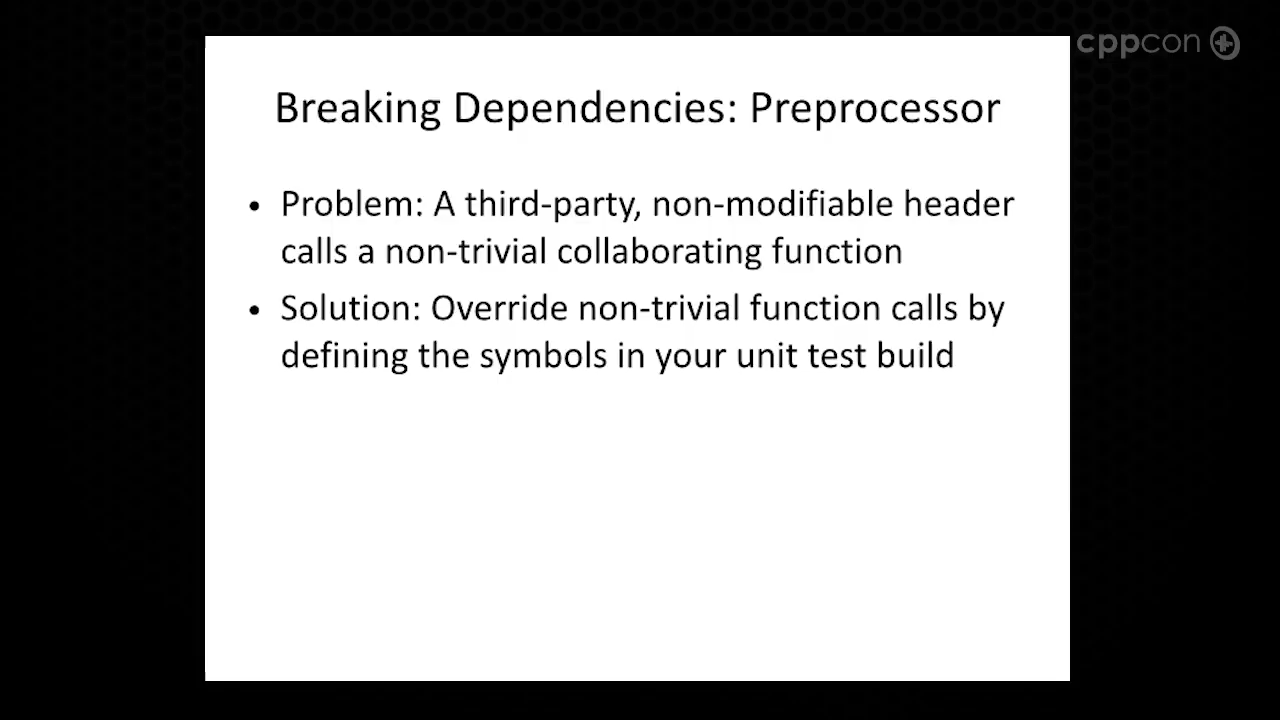 cppcon
Breaking Dependencies: Preprocessor
• Problem: A third-party, non-modifiable header
calls a non-trivial collaborating function
• Solution: Override non-trivial function calls by
defining the symbols in your unit test build